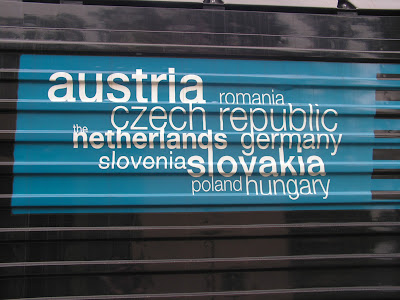 austria romania
czech republic
the netherlands germany
slovenia slovakia
poland hungary